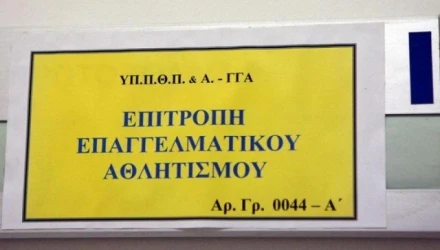 ΥΠ.Π.Θ.Π. & Α. - ΓΓΑ
ΕΠΙΤΡΟΠΗ
ΕΠΑΓΓΕΛΜΑΤΙΚΟΥ
ΑΘΛΗΤΙΣΜΟΥ
Αρ. Γρ. 0044 – Α΄